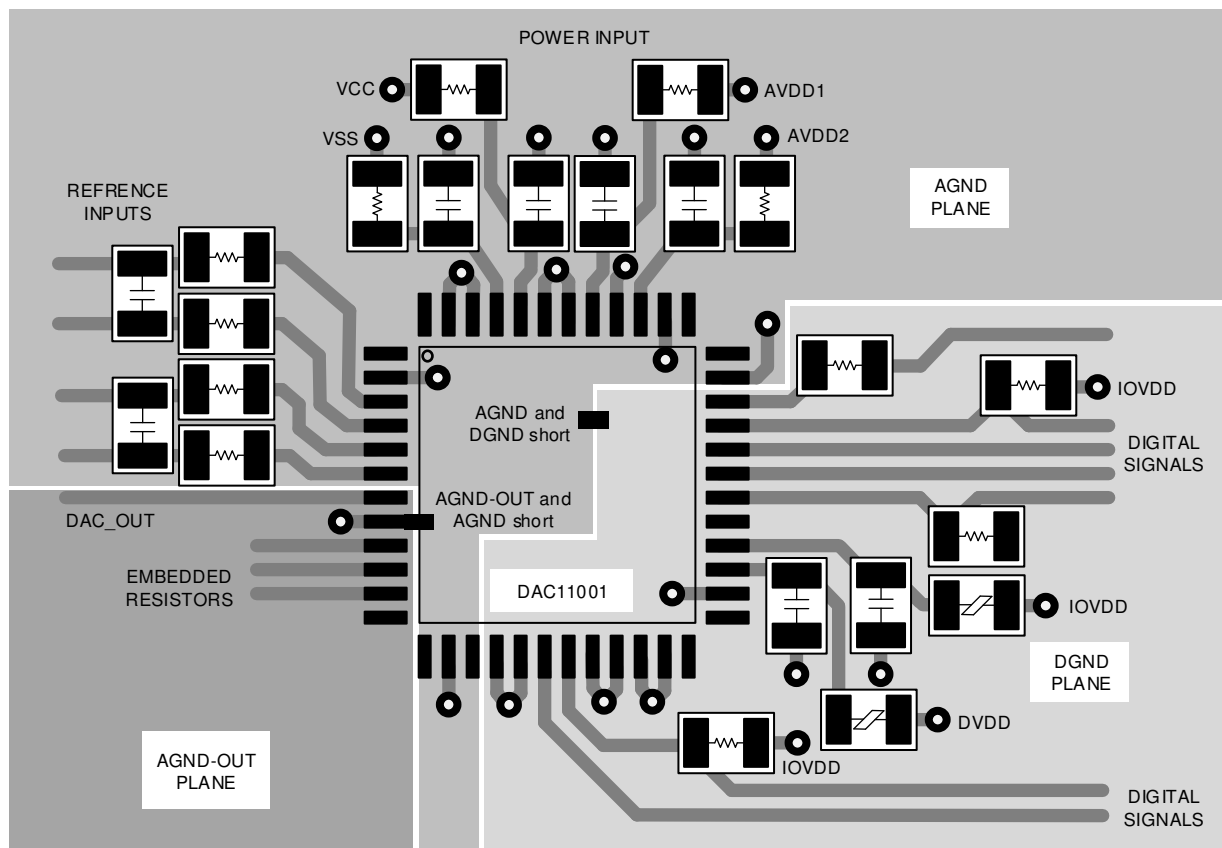 POWER INPUT
VCC
AVDD1
VSS
AVDD2
REFRENCE
INPUTS
AGND
PLANE
IOVDD
AGND and
DGND short
DIGITAL
SIGNALS
AGND-OUT and
AGND short
DAC_OUT
EMBEDDED
RESISTORS
DAC11001
IOVDD
DGND
PLANE
DVDD
AGND-OUT
PLANE
IOVDD
DIGITAL
SIGNALS